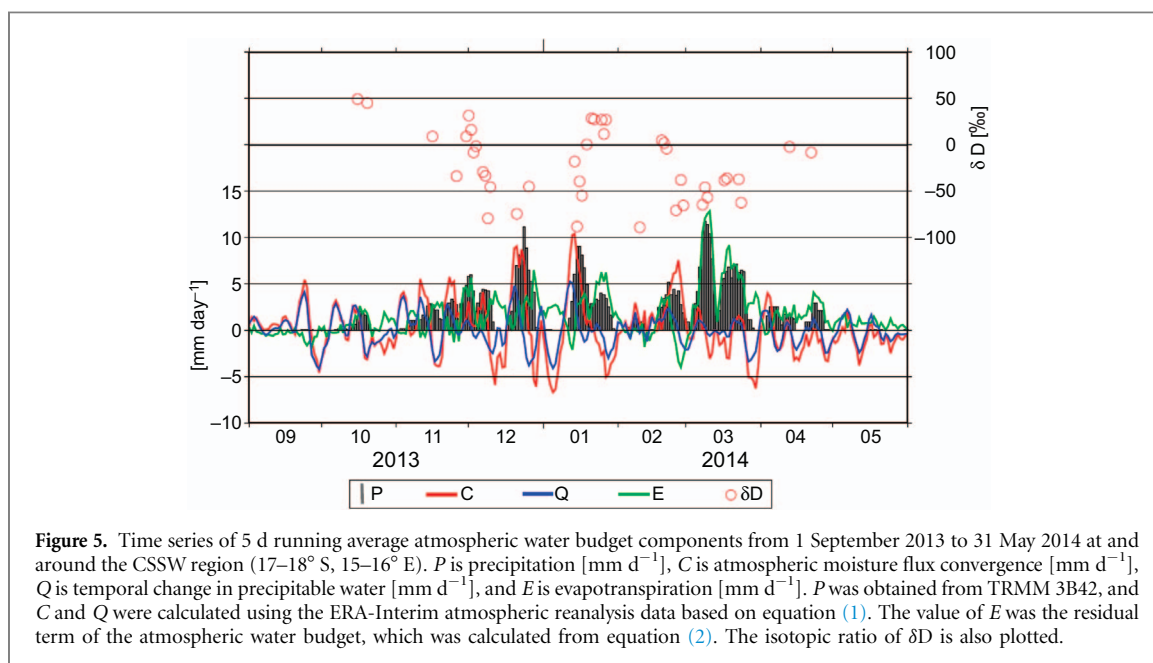 100
50
0
−50
−100
δ D [‰]
15
10
5
0
−5
−10
[mm day⁻¹]
09 10 11 12 01 02 03 04 05
2013 2014
P C Q E δD
Figure 5. Time series of 5 d running average atmospheric water budget components from 1 September 2013 to 31 May 2014 at and
around the CSSW region (17–18° S, 15–16° E). P is precipitation [mm d⁻¹], C is atmospheric moisture flux convergence [mm d⁻¹],
Q is temporal change in precipitable water [mm d⁻¹], and E is evapotranspiration [mm d⁻¹]. P was obtained from TRMM 3B42, and
C and Q were calculated using the ERA-Interim atmospheric reanalysis data based on equation (1). The value of E was the residual
term of the atmospheric water budget, which was calculated from equation (2). The isotopic ratio of δD is also plotted.